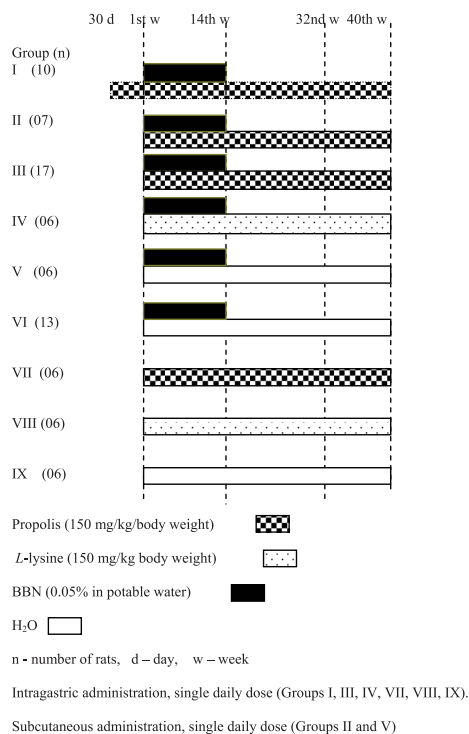 30 d 1st w 14th w 32nd w 40th w
Group (n)
I (10)
II (07)
III (17)
IV (06)
V (06)
VI (13)
VII (06)
VIII (06)
IX (06)
Propolis (150 mg/kg/body weight)
L-lysine (150 mg/kg body weight)
BBN (0.05% in potable water)
H₂O
n - number of rats, d – day, w – week
Intragastric administration, single daily dose (Groups I, III, IV, VII, VIII, IX).
Subcutaneous administration, single daily dose (Groups II and V)